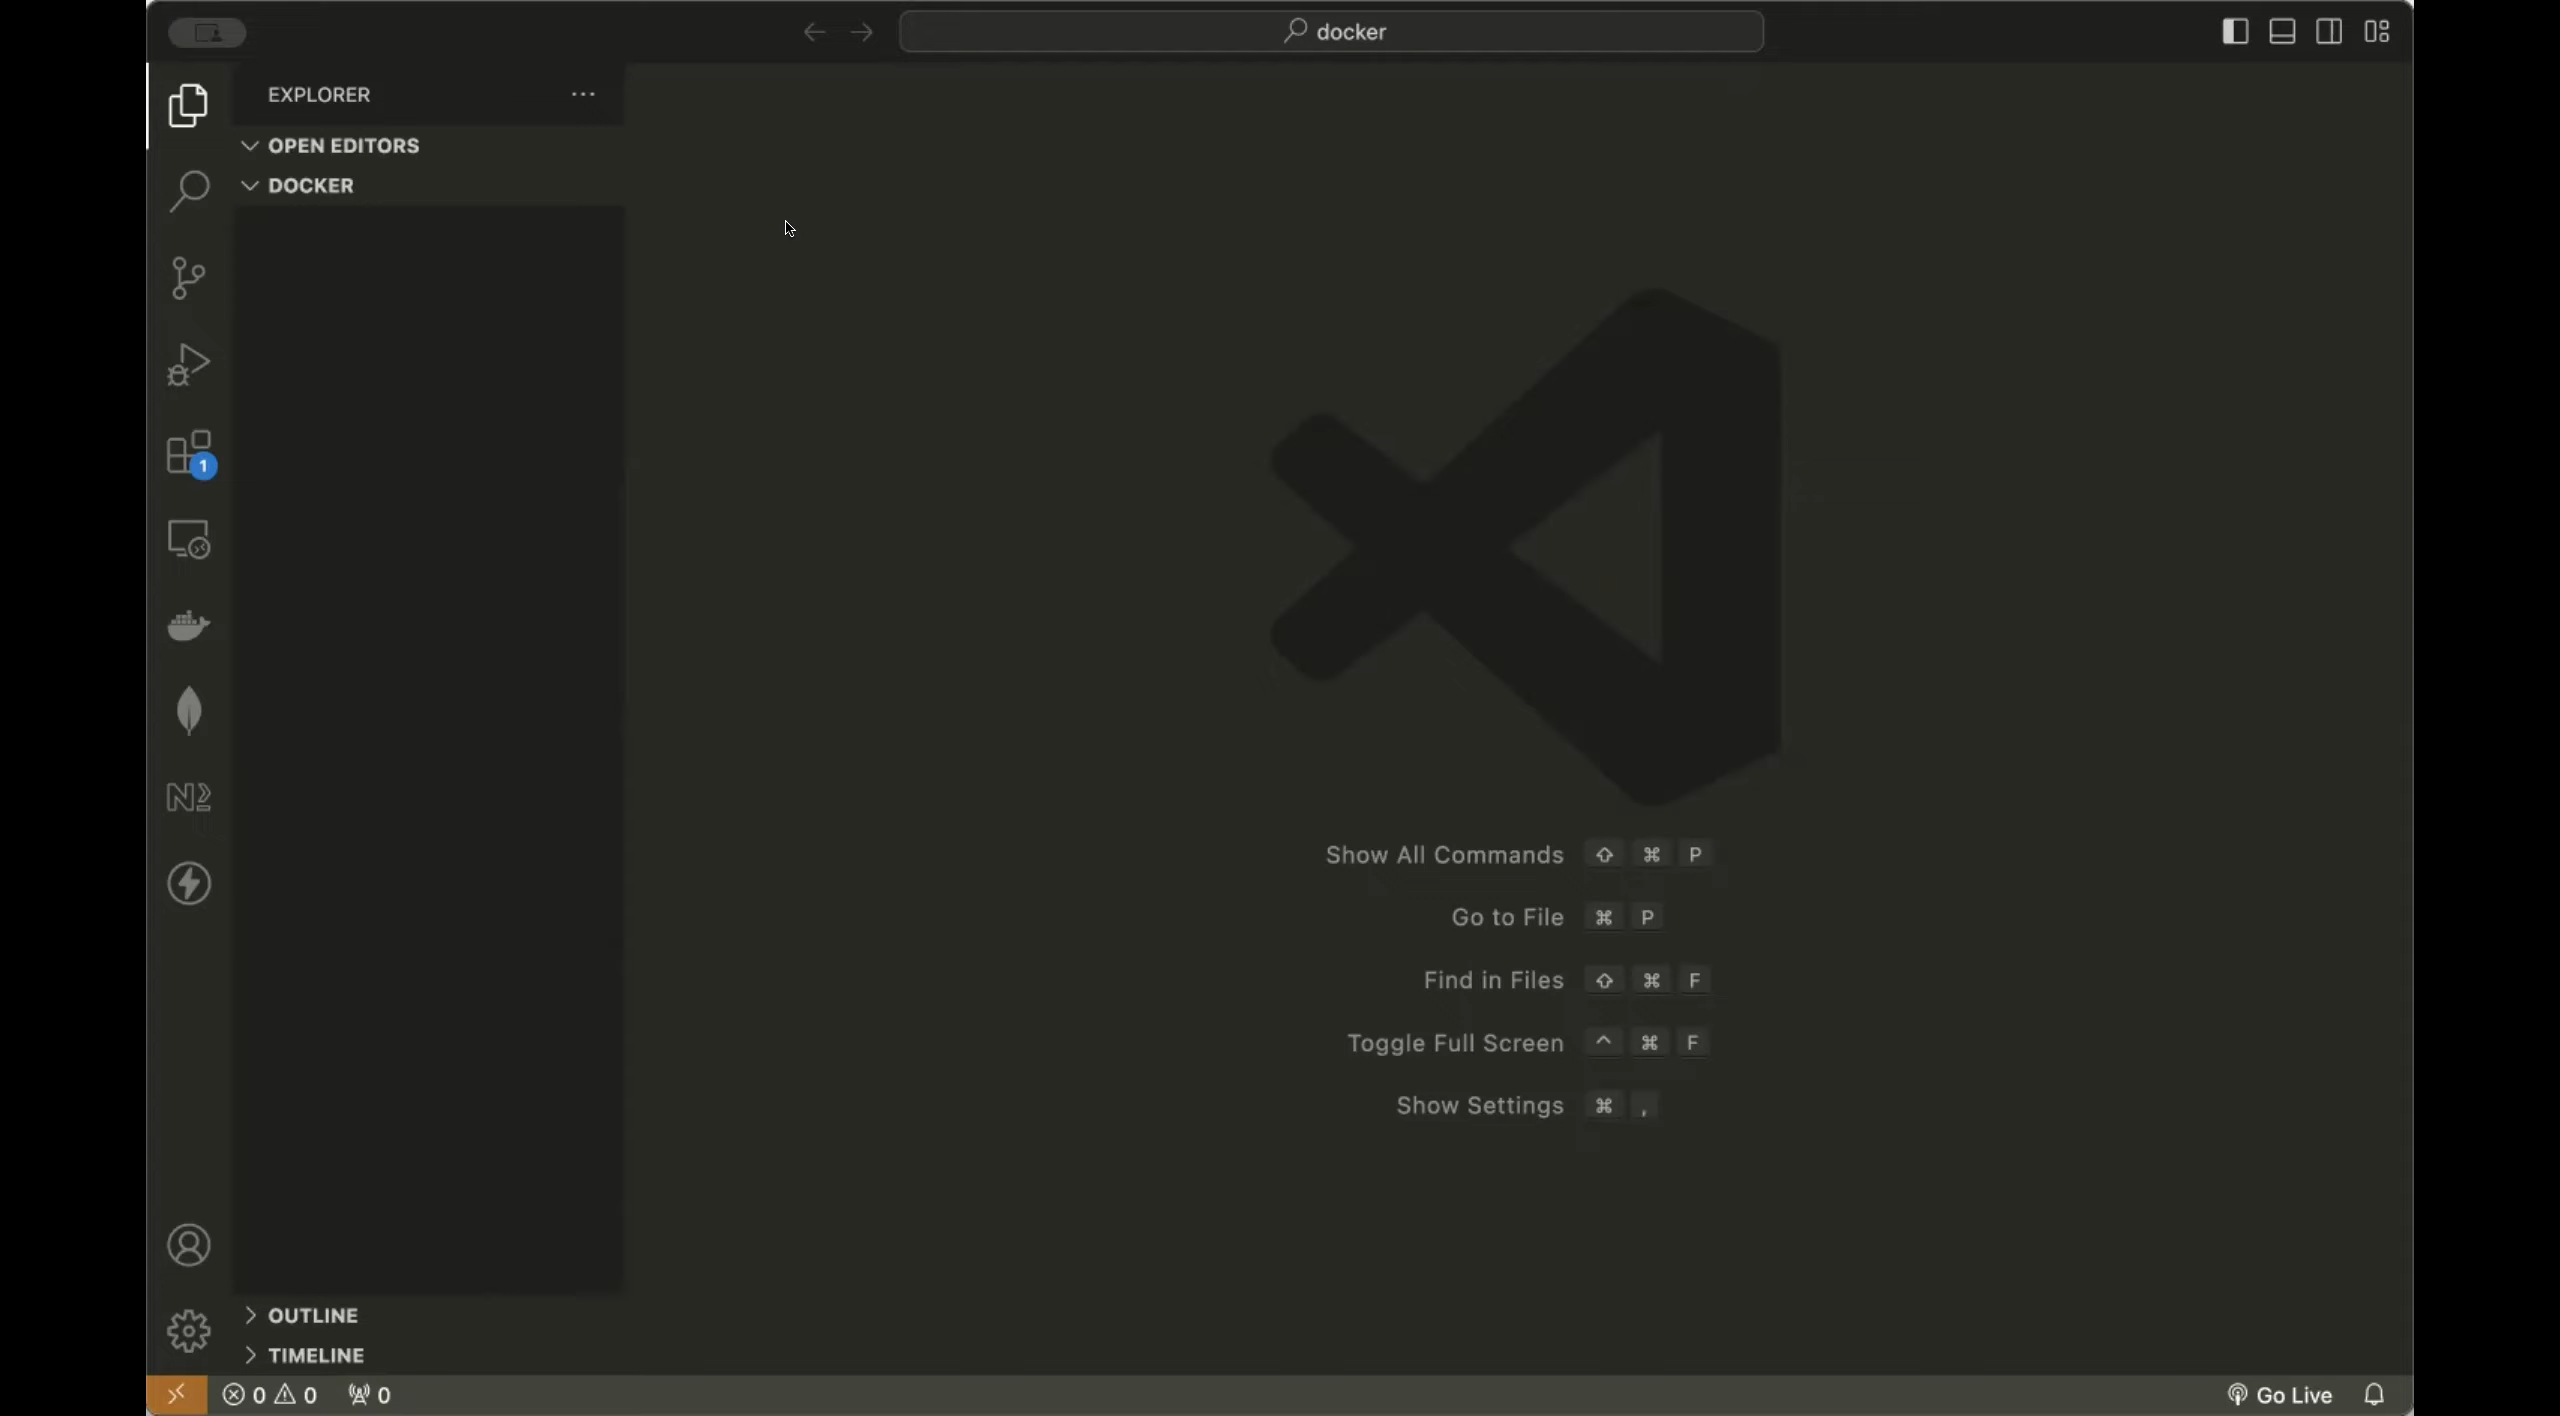 docker
EXPLORER
OPEN EDITORS
DOCKER
1
Show All Commands ⇧ ⌘ P
Go to File ⌘ P
Find in Files ⇧ ⌘ F
Toggle Full Screen ^ ⌘ F
Show Settings ⌘ ,
OUTLINE
TIMELINE
0 0 0 Go Live